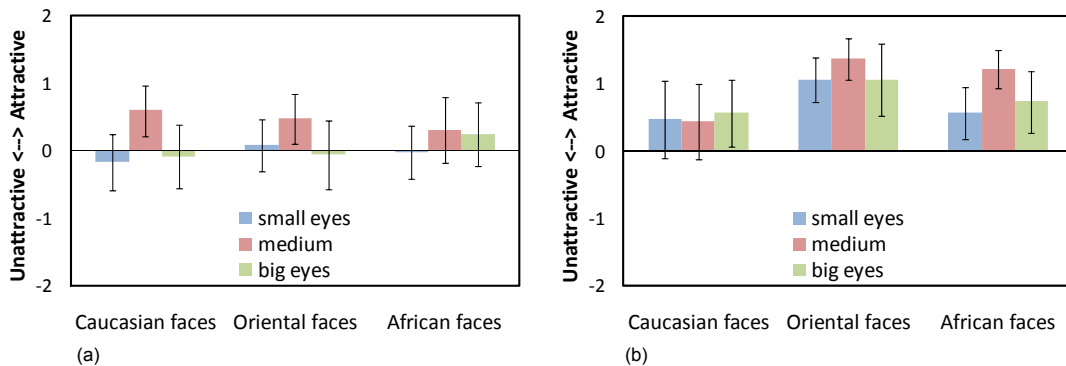 Unattractive <--> Attractive
2
1
0
-1
-2
small eyes
medium
big eyes
Caucasian faces Oriental faces African faces
(a)
Unattractive <--> Attractive
2
1
0
-1
-2
small eyes
medium
big eyes
Caucasian faces Oriental faces African faces
(b)